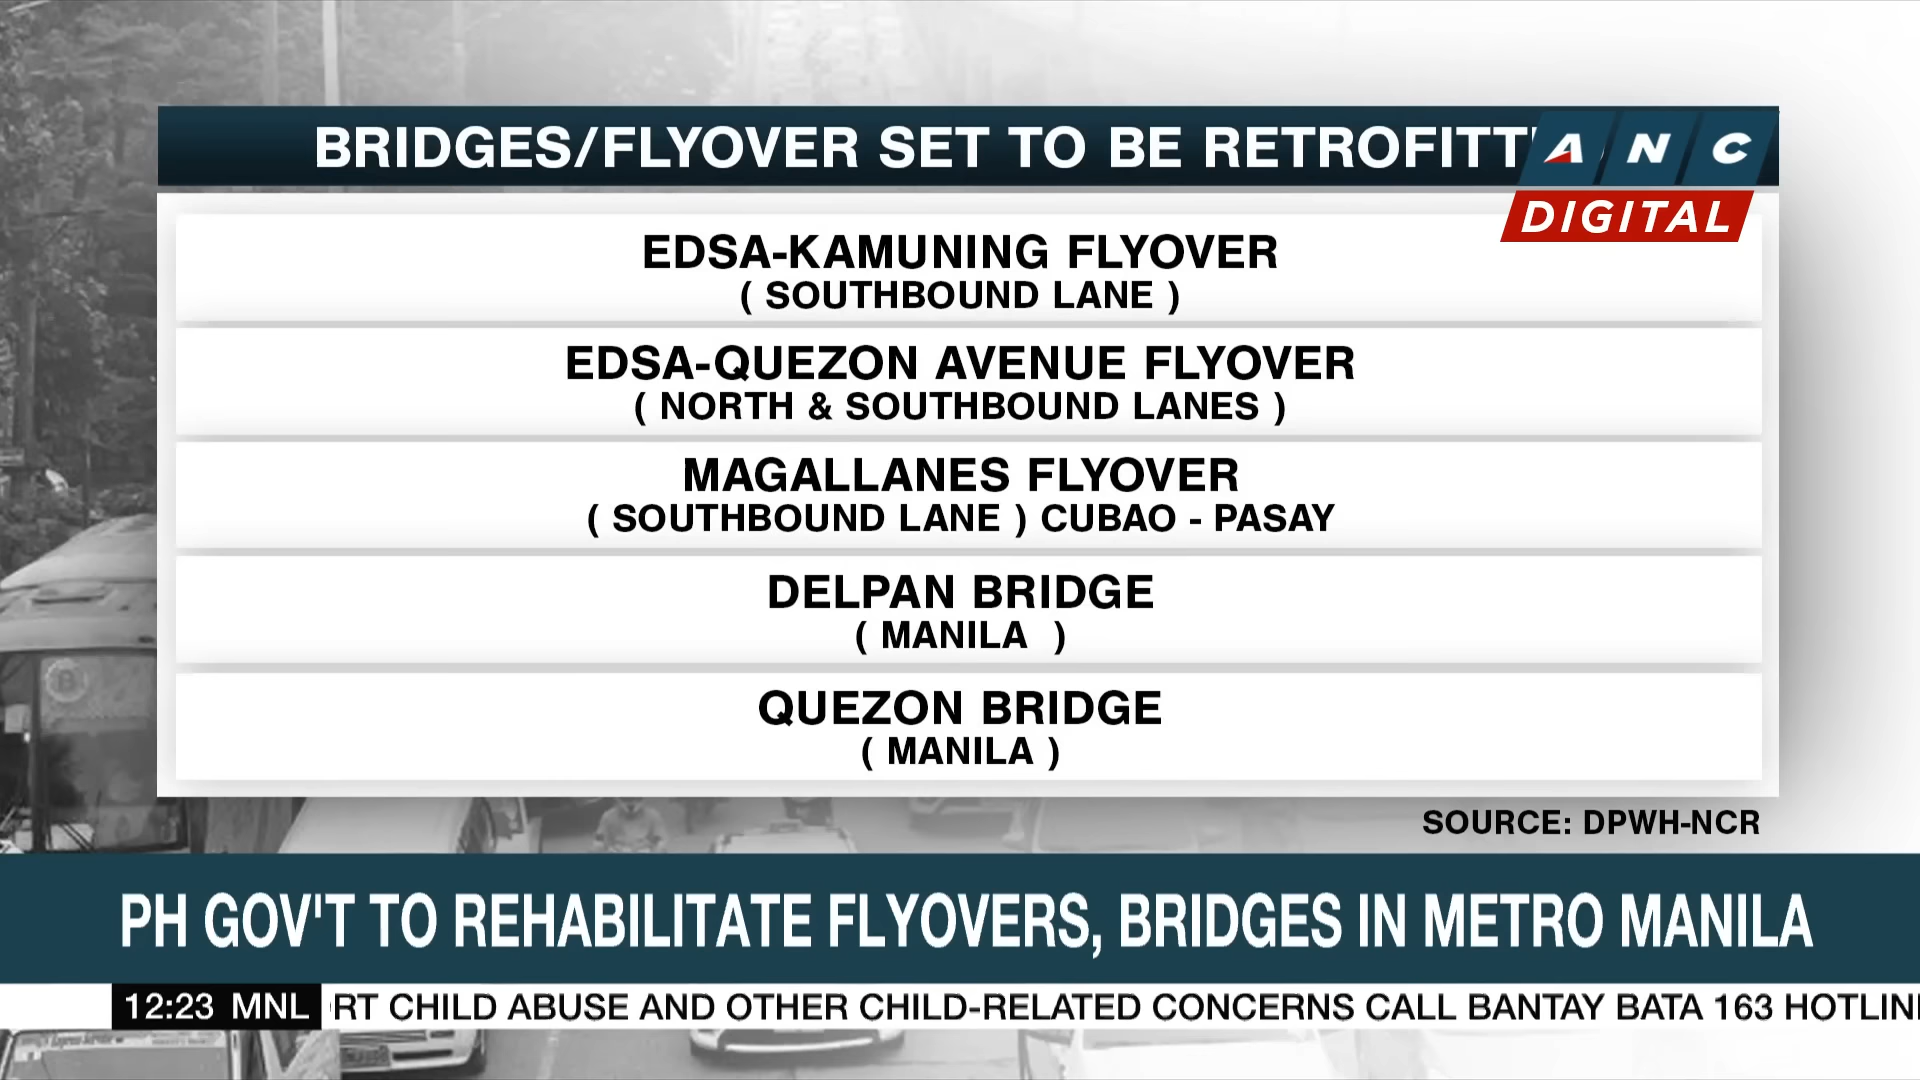 BRIDGES/FLYOVER SET TO BE
ANC
DIGITAL
EDSA-KAMUNING FLYOVER
( SOUTHBOUND LANE )
EDSA-QUEZON AVENUE FLYOVER
( NORTH & SOUTHBOUND LANES )
MAGALLANES FLYOVER
( SOUTHBOUND LANE ) CUBAO - PASAY
DELPAN BRIDGE
( MANILA )
QUEZON BRIDGE
( MANILA )
SOURCE: DPWH-NCR
PH GOV'T TO REHABILITATE FLYOVERS, BRIDGES IN METRO MANILA
12:23 MNL
CHILD ABUSE AND OTHER CHILD-RELATED CONCERNS CALL BANTAY BATA 163